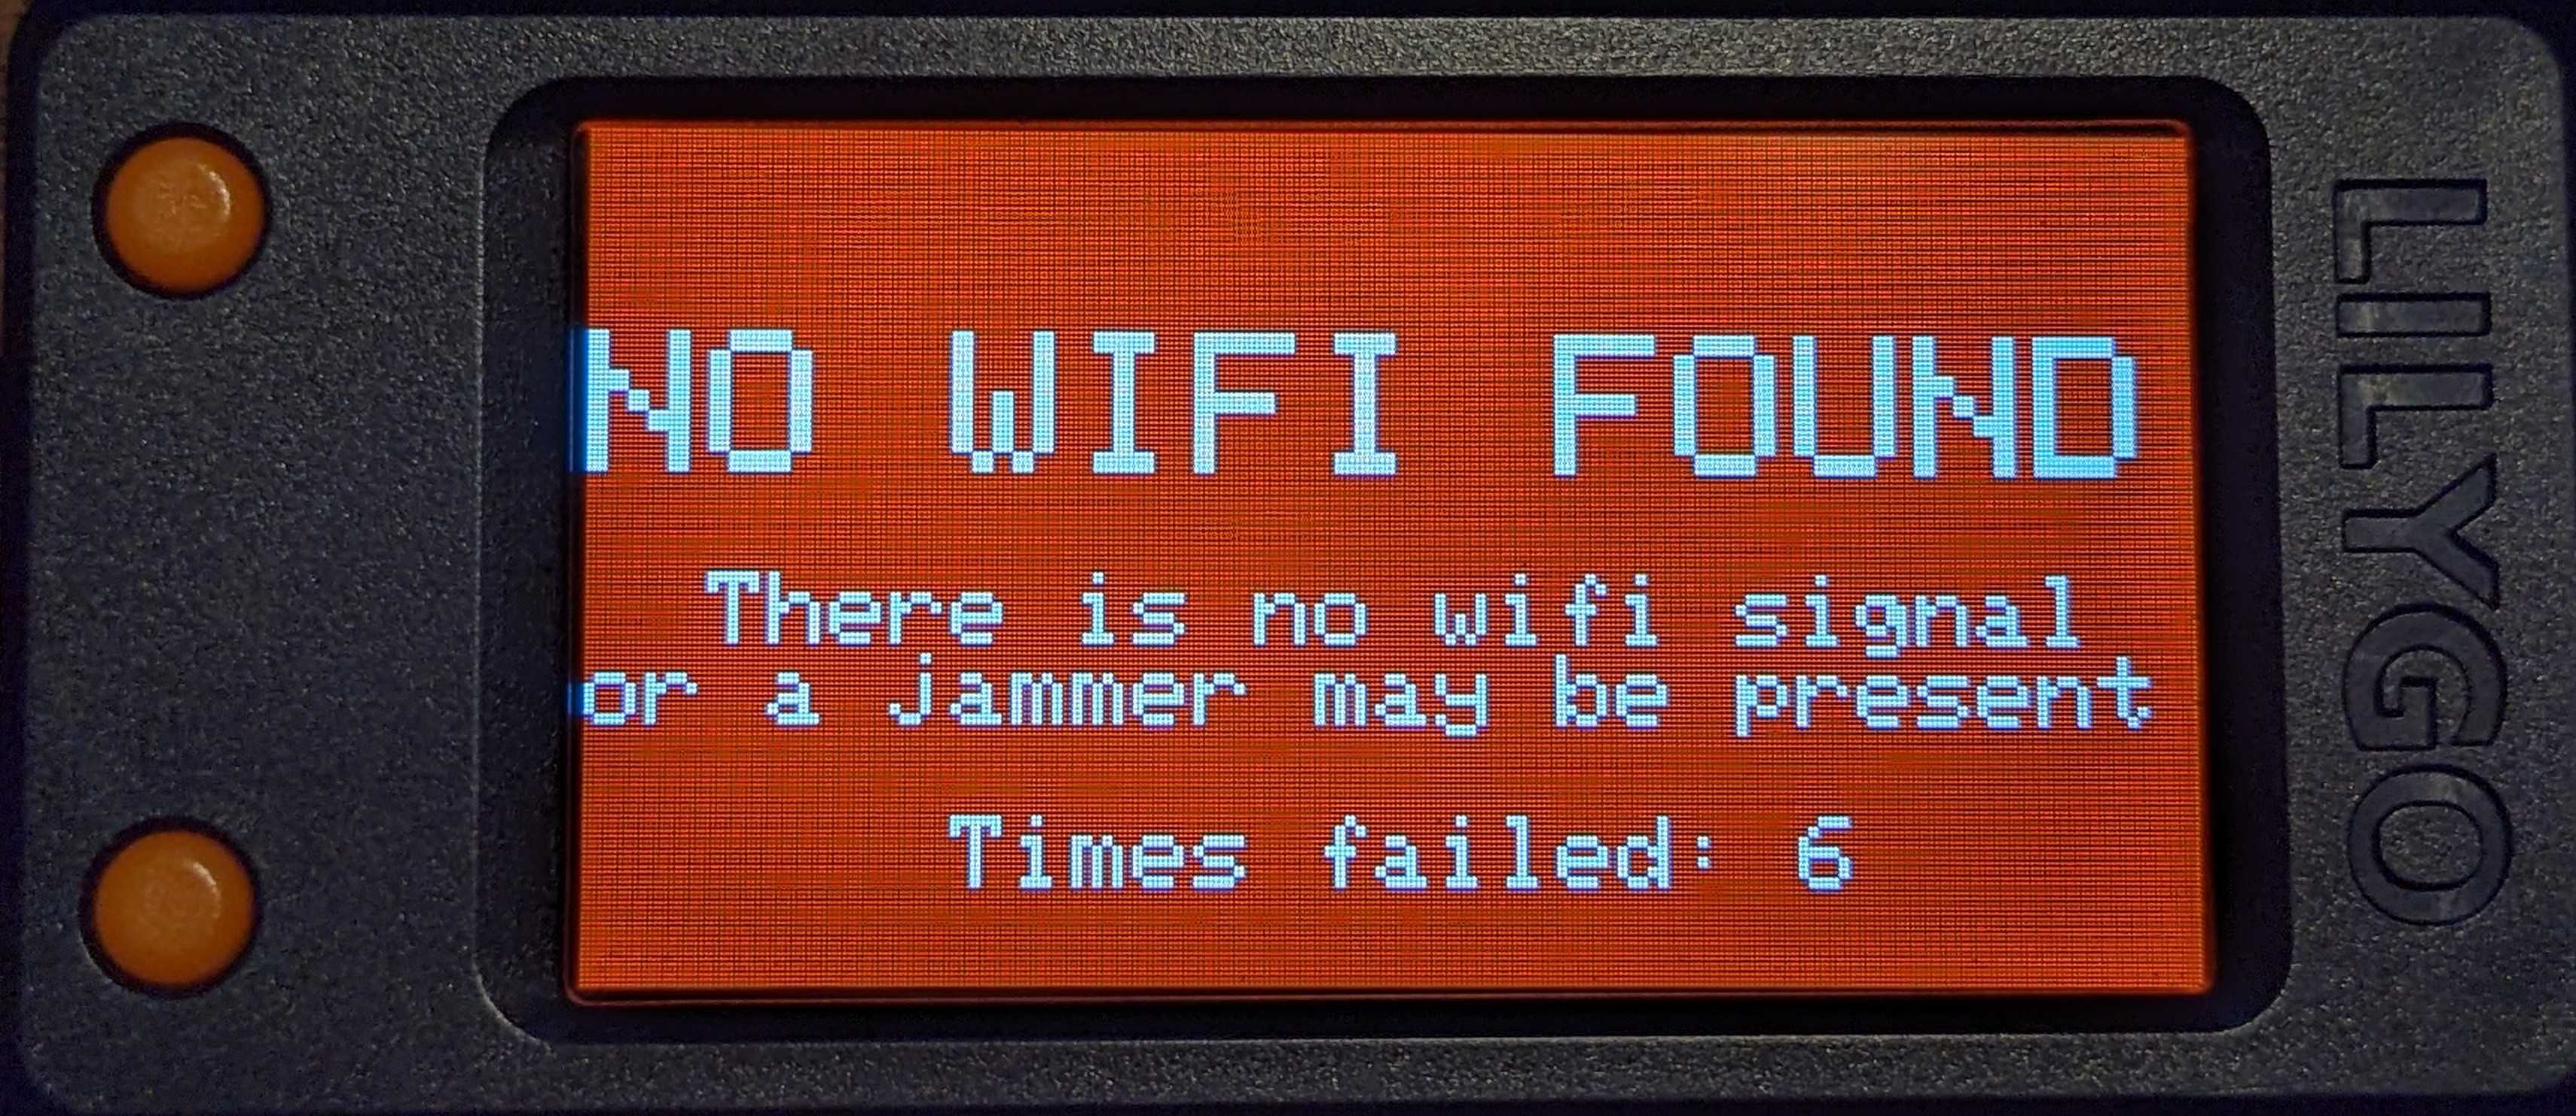 NO WIFI FOUND
There is no wifi signal
or a jammer may be present
Times failed: 6
LILYGO